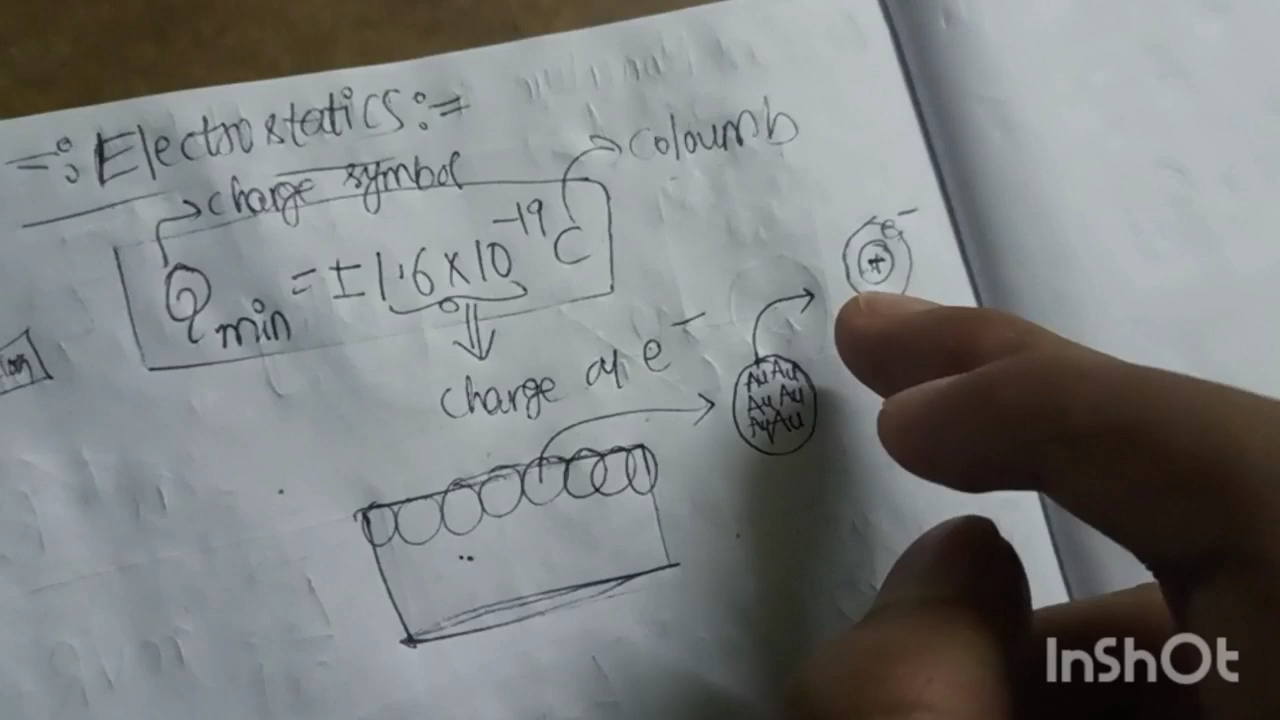 -: Electrostatics :-
charge symbol
coloumb
Qmin = ±1.6×10⁻¹⁹ C
charge of e⁻
e⁻
+
Au Au
Au Au
Au Au
InShOt